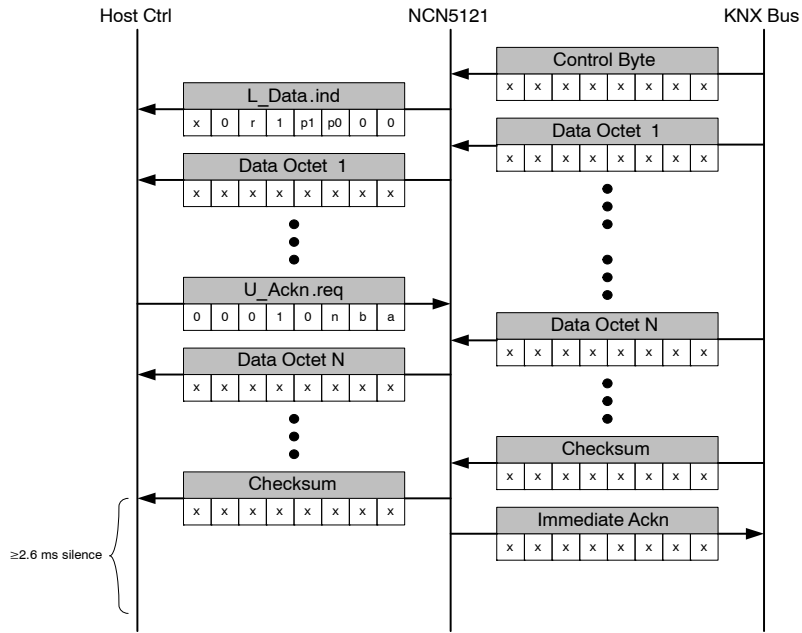 Host Ctrl NCN5121 KNX Bus
Control Byte
x x x x x x x x
L_Data.ind
x 0 r 1 p1 p0 0 0
Data Octet 1
x x x x x x x x
Data Octet 1
x x x x x x x x
U_Ackn.req
0 0 0 1 0 n b a
Data Octet N
x x x x x x x x
Data Octet N
x x x x x x x x
Checksum
x x x x x x x x
Checksum
x x x x x x x x
Immediate Ackn
x x x x x x x x
≥2.6 ms silence